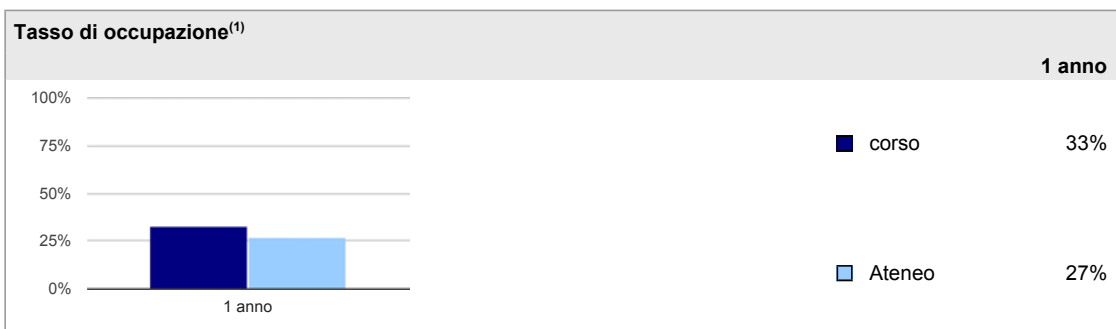 Tasso di occupazione(1)
1 anno
100%
75%
50%
25%
0%
1 anno
corso 33%
Ateneo 27%